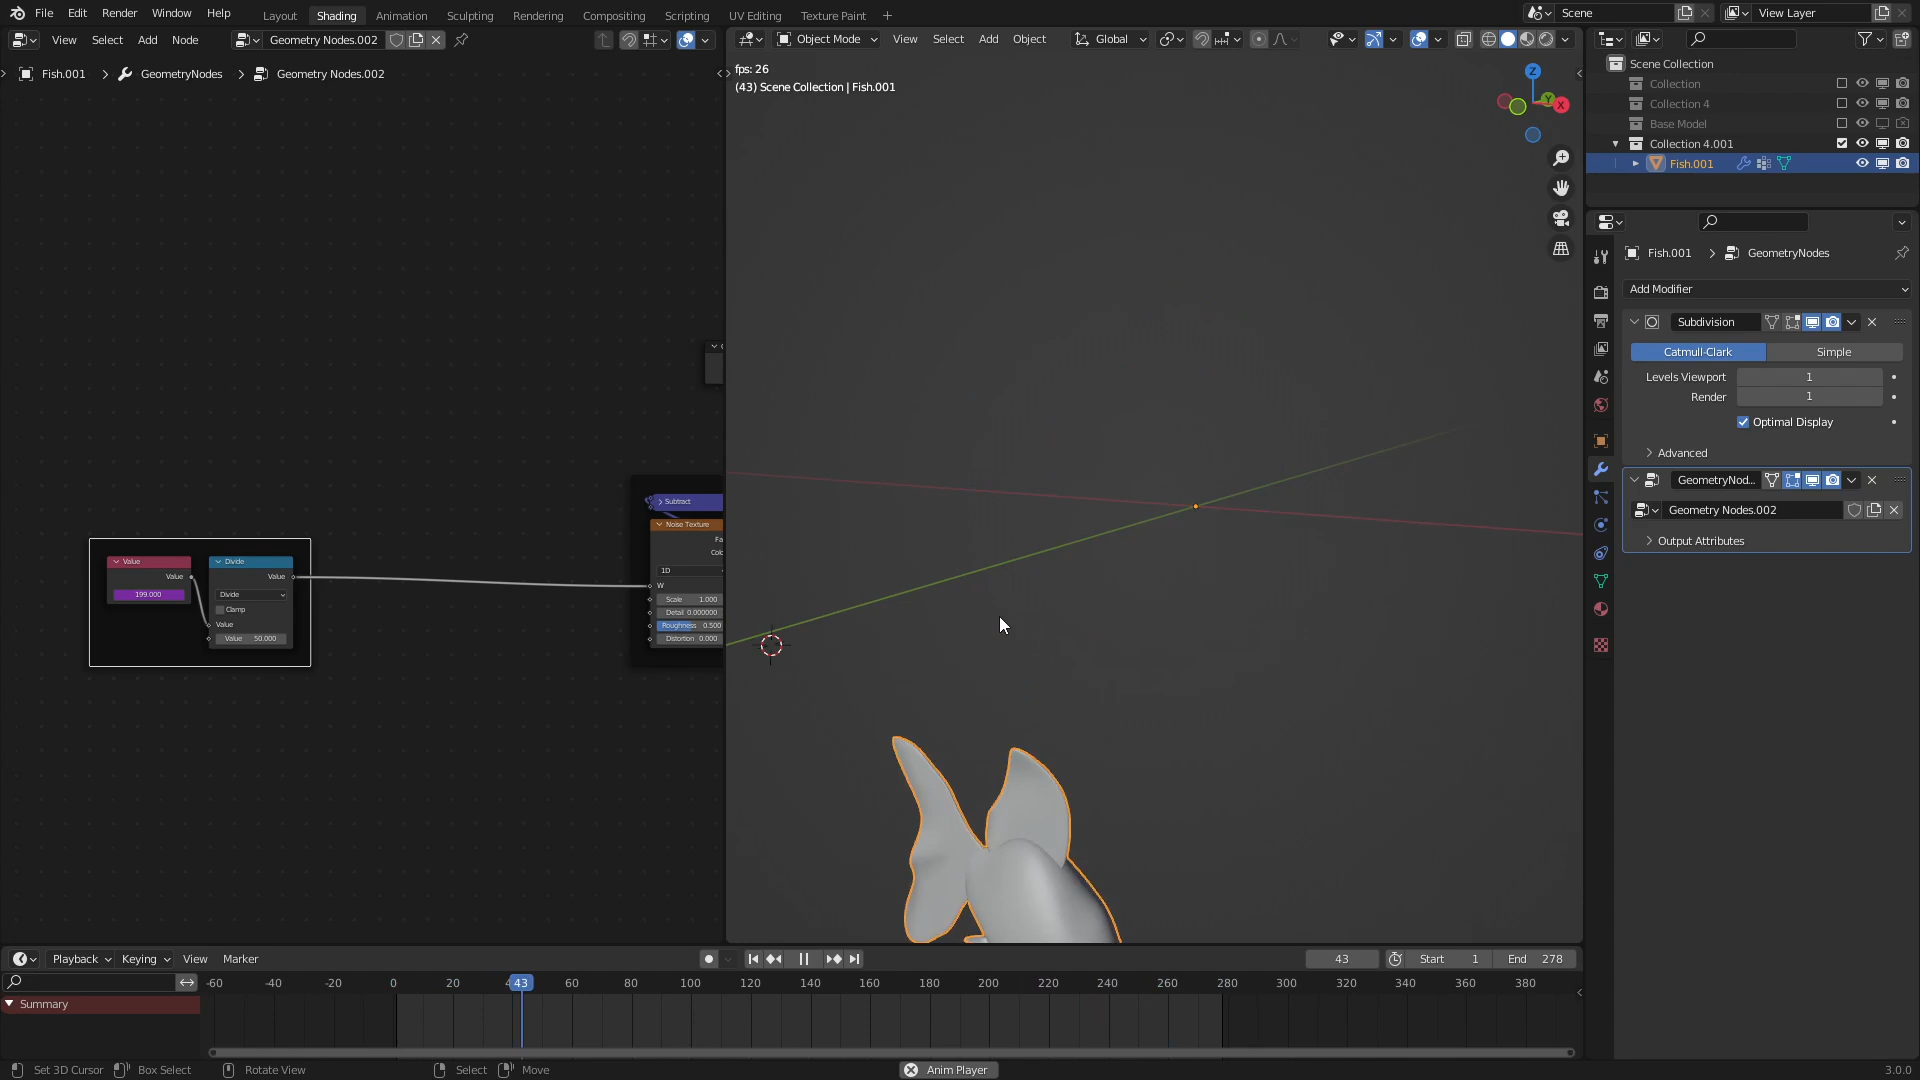 File Edit Render Window Help
Layout Shading Animation Sculpting Rendering Compositing Scripting UV Editing Texture Paint +
Scene
View Layer
View Select Add Node
Geometry Nodes.002
Object Mode View Select Add Object
Global
Fish.001 > GeometryNodes > Geometry Nodes.002
fps: 26
(43) Scene Collection | Fish.001
Z
Y
X
Scene Collection
Collection
Collection 4
Base Model
Collection 4.001
Fish.001
Fish.001 > GeometryNodes
Add Modifier
Subdivision
Catmull-Clark Simple
Levels Viewport 1
Render 1
Optimal Display
Advanced
GeometryNod...
Geometry Nodes.002
Output Attributes
Subtract
Noise Texture
Fa
Colo
1D
W
Scale 1.000
Detail 0.000000
Roughness 0.500
Distortion 0.000
Value
Value
199.000
Divide
Value
Divide
Clamp
Value
Value 50.000
Playback Keying View Marker
43 Start 1 End 278
-60 -40 -20 0 20 43 60 80 100 120 140 160 180 200 220 240 260 280 300 320 340 360 380
Summary
Set 3D Cursor Box Select Rotate View Select Move
Anim Player
3.0.0